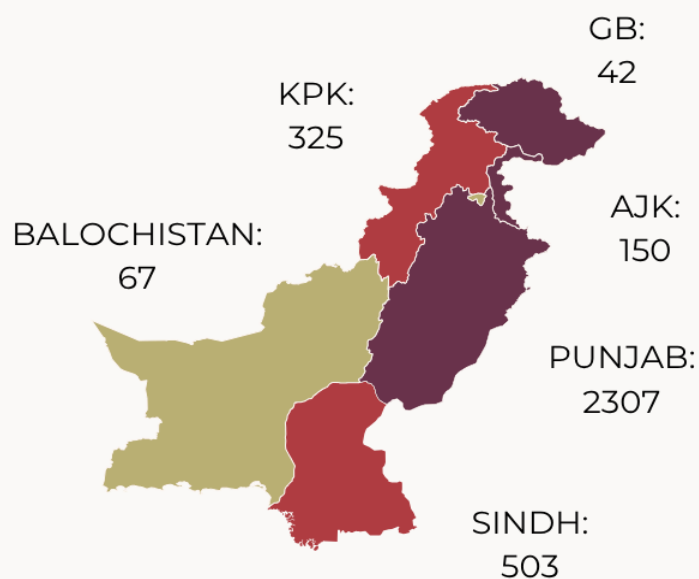 GB:
42
KPK:
325
AJK:
150
BALOCHISTAN:
67
PUNJAB:
2307
SINDH:
503